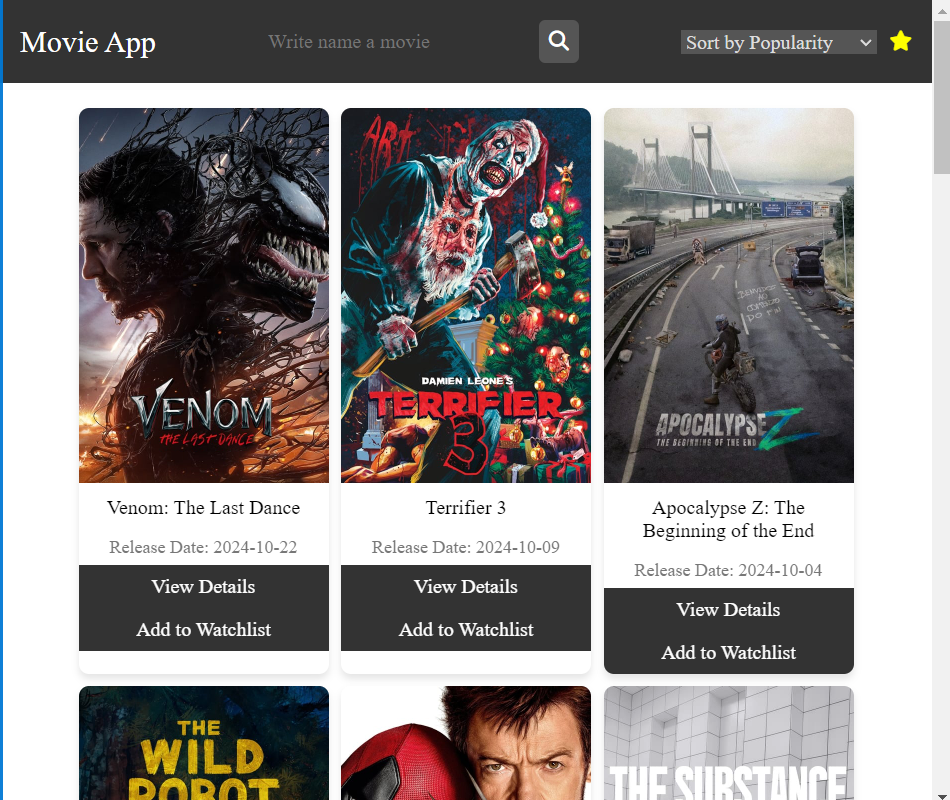 Movie App
Write name a movie
Sort by Popularity
ART
VENOM
THE LAST DANCE
DAMIEN LEONE'S
TERRIFIER
3
BENVIDOS
AO
APOCALYPSE Z
THE BEGINNING OF THE END
Venom: The Last Dance
Terrifier 3
Apocalypse Z: The
Beginning of the End
Release Date: 2024-10-22
Release Date: 2024-10-09
Release Date: 2024-10-04
View Details
View Details
View Details
Add to Watchlist
Add to Watchlist
Add to Watchlist
THE
WILD
ROBOT
THE SUBSTANCE